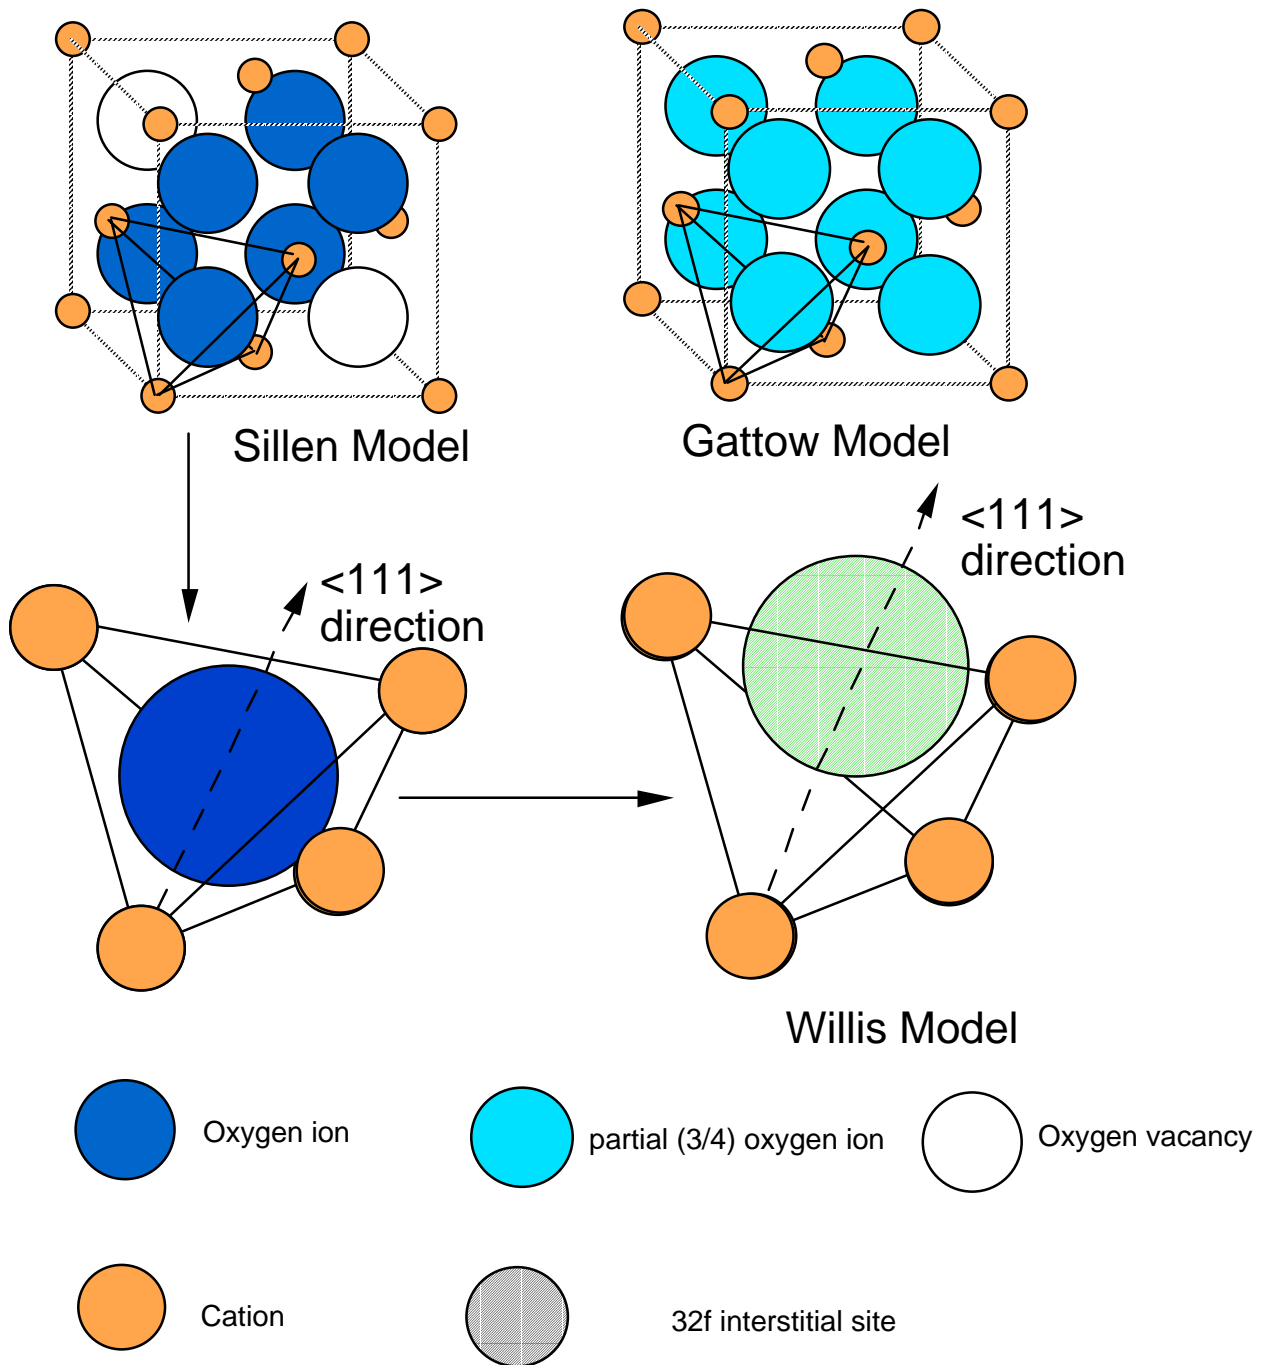 Sillen Model
Gattow Model
<111>
direction
<111>
direction
Willis Model
Oxygen ion
partial (3/4) oxygen ion
Oxygen vacancy
Cation
32f interstitial site